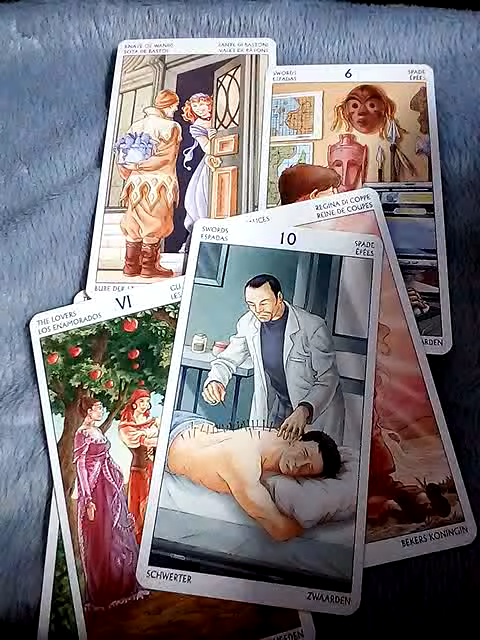 KNAVE OF WANDS
SOTA DE BASTOS
FANTE DI BASTONI
VALET DE BATONS
SWORDS
ESPADAS
6
SPADE
ÉPÉES
REGINA DI COPPE
REINE DE COUPES
SWORDS
ESPADAS
10
SPADE
ÉPÉES
THE LOVERS
LOS ENAMORADOS
VI
SCHWERTER
ZWAARDEN
BEKERS KONINGIN